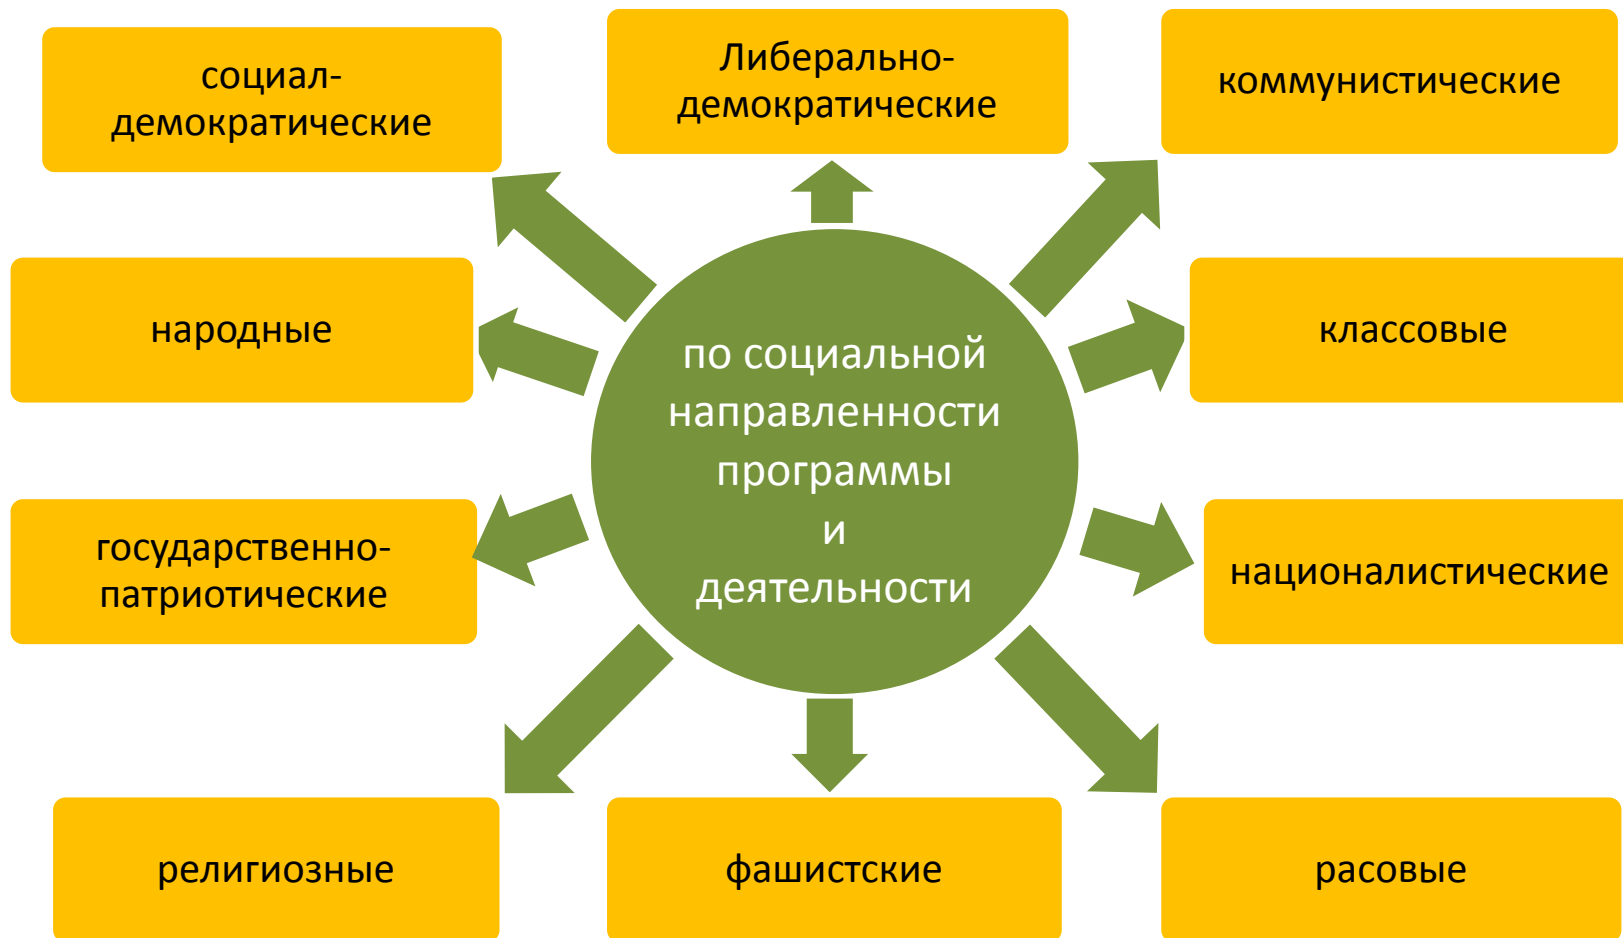 социал-
демократические
Либерально-
демократические
коммунистические
народные
по социальной
направленности
программы
и
деятельности
классовые
государственно-
патриотические
националистические
религиозные
фашистские
расовые